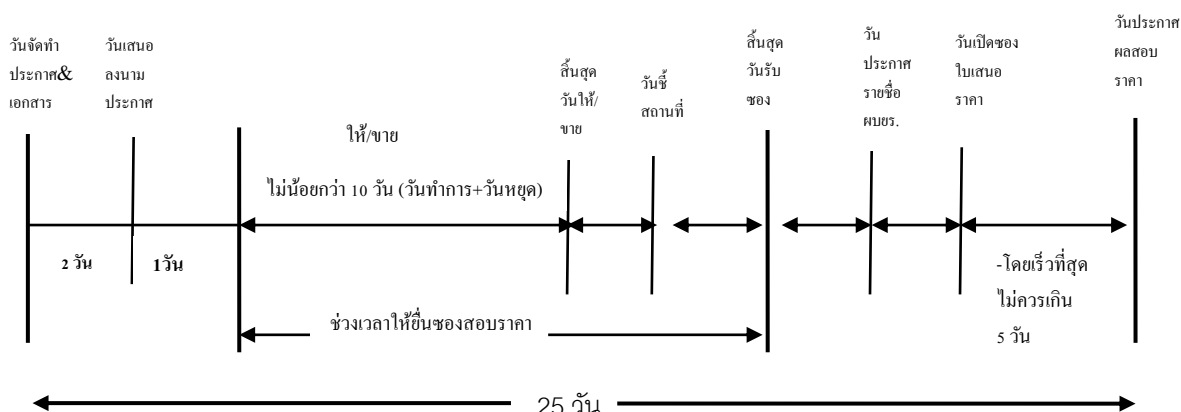 วันจัดทำ
ประกาศ&
เอกสาร
วันเสนอ
ลงนาม
ประกาศ
ให้/ขาย
ไม่น้อยกว่า 10 วัน (วันทำการ+วันหยุด)
สิ้นสุด
วันให้/
ขาย
วันชี้
สถานที่
สิ้นสุด
วันรับ
ซอง
วัน
ประกาศ
รายชื่อ
ผบยร.
วันเปิดซอง
ใบเสนอ
ราคา
วันประกาศ
ผลสอบ
ราคา
2 วัน
1วัน
ช่วงเวลาให้ยื่นซองสอบราคา
-โดยเร็วที่สุด
ไม่ควรเกิน
5 วัน
25 วัน